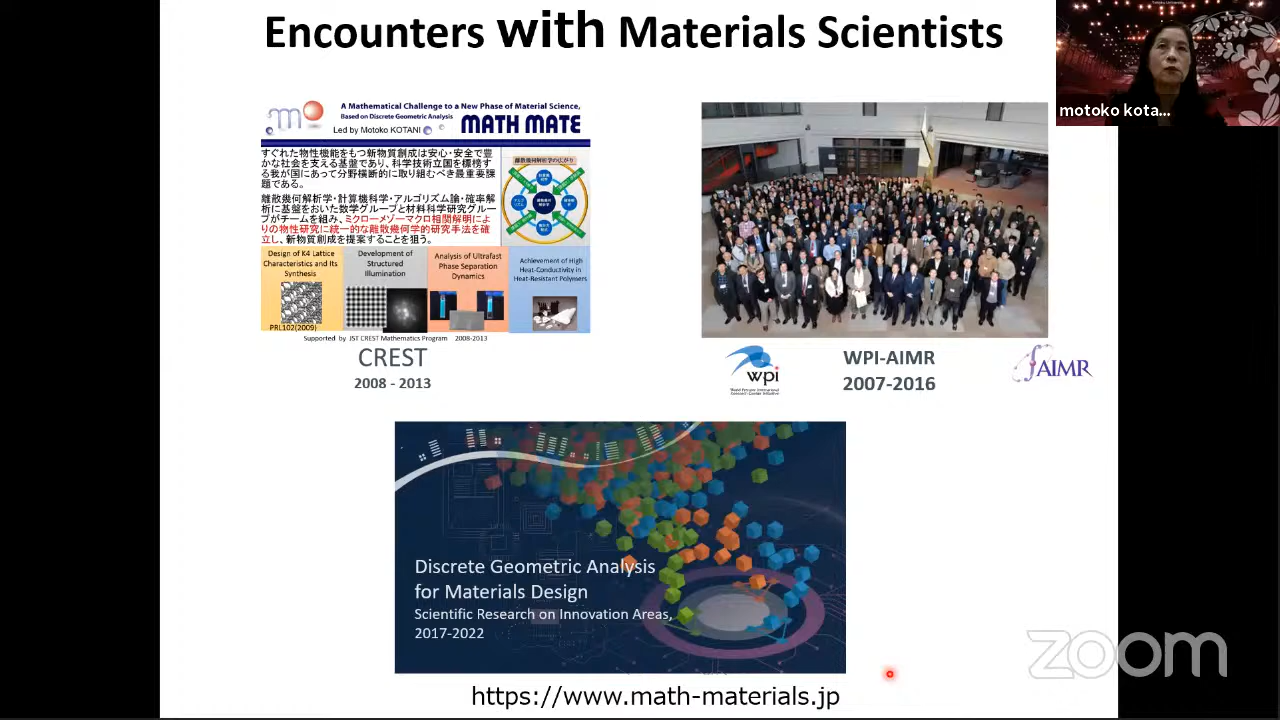 Encounters with Materials Scientists
motoko kota...
A Mathematical Challenge to a New Phase of Material Science,
Based on Discrete Geometric Analysis
Led by Motoko KOTANI
MATH MATE
すぐれた物性機能をもつ新物質創成は安心・安全で豊
かな社会を支える基盤であり、科学技術立国を標榜す
る我が国にあって分野横断的に取り組むべき最重要課
題である。
離散幾何解析学・計算機科学・アルゴリズム論・確率解
析に基盤をおいた数学グループと材料科学研究グルー
プがチームを組み、ミクローメゾーマクロ相関解明によ
りの物性研究に統一的な離散幾何学的研究手法を確
立し、新物質創成を提案することを狙う。
離散幾何解析学の広がり
Design of K4 Lattice
Characteristics and Its
Synthesis
PRL102(2009)
Development of
Structured
Illumination
Analysis of Ultrafast
Phase Separation
Dynamics
Achievement of High
Heat-Conductivity in
Heat-Resistant Polymers
Supported by JST CREST Mathematics Program 2008-2013
CREST
2008 - 2013
wpi
World Premier International
Research Center Initiative
WPI-AIMR
2007-2016
AIMR
Discrete Geometric Analysis
for Materials Design
Scientific Research on Innovation Areas,
2017-2022
https://www.math-materials.jp
zoom